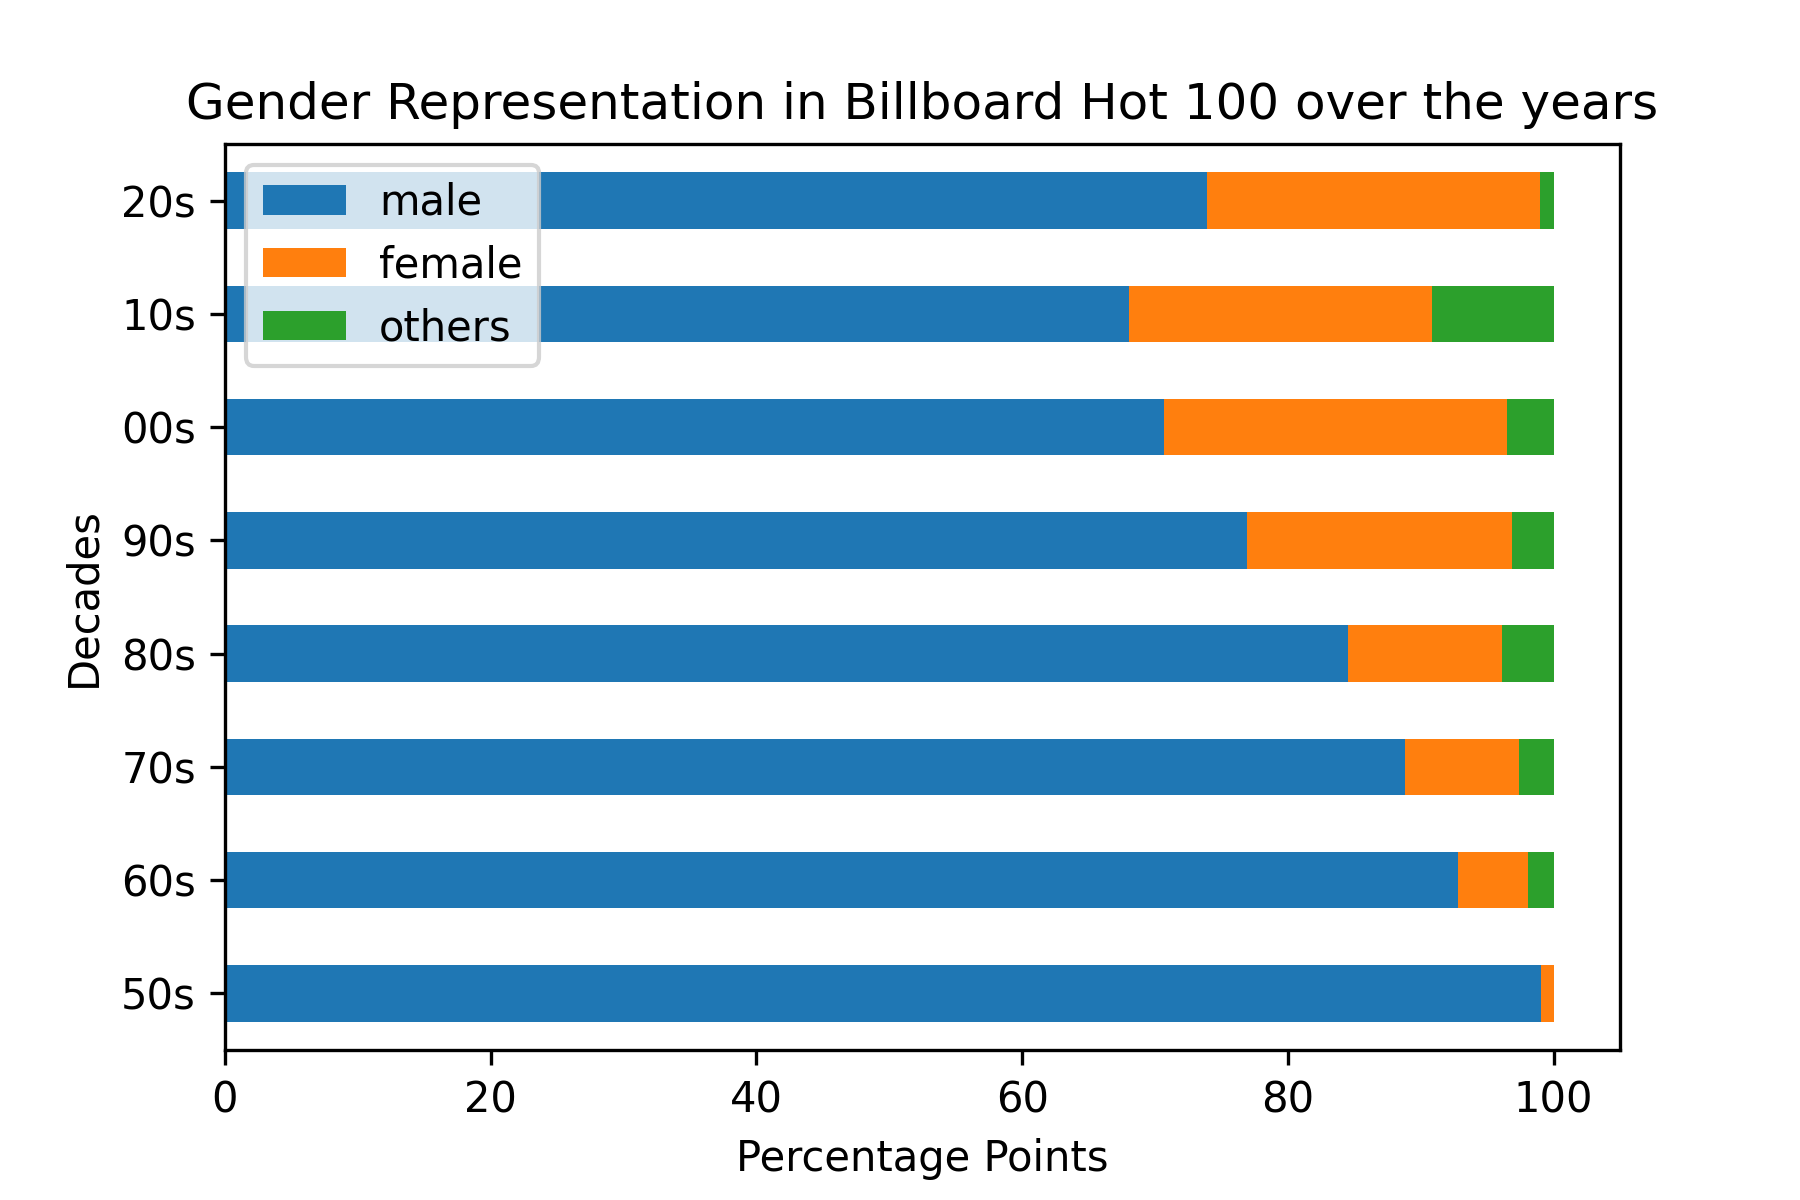 Gender Representation in Billboard Hot 100 over the years
male
female
others
20s
10s
00s
90s
80s
70s
60s
50s
Decades
0 20 40 60 80 100
Percentage Points